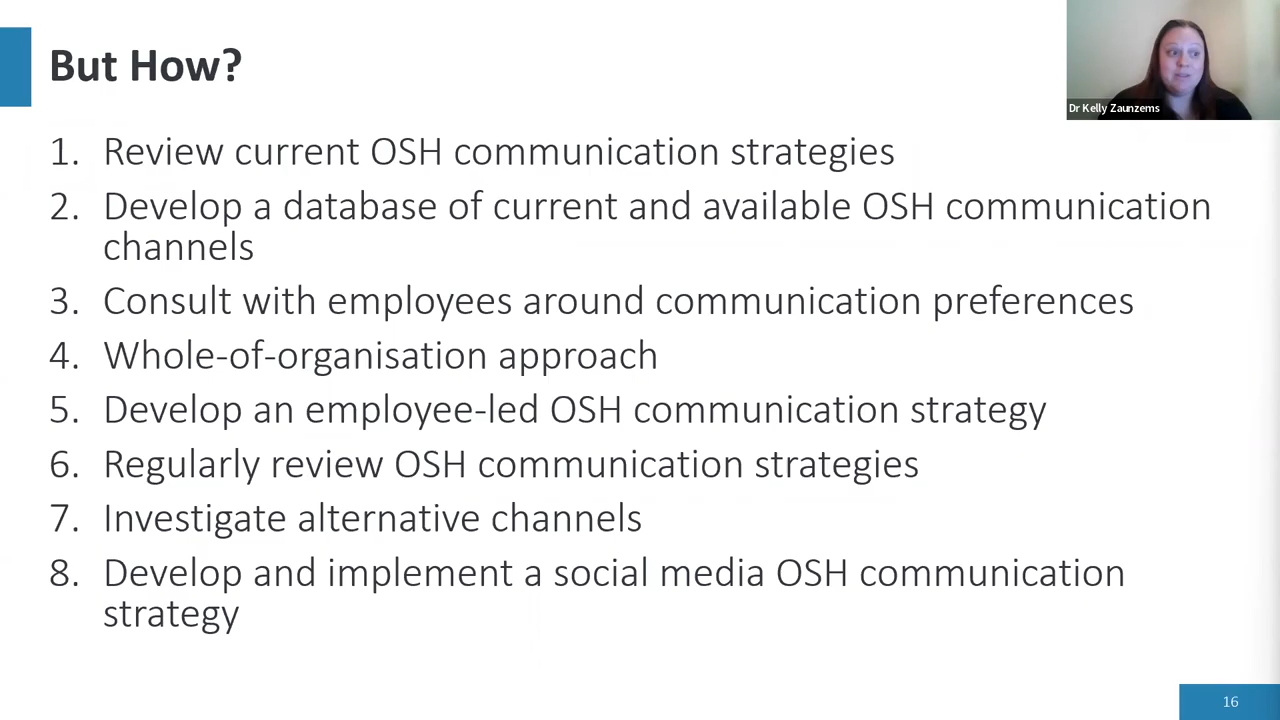 But How?
Dr Kelly Zaunzems
1. Review current OSH communication strategies
2. Develop a database of current and available OSH communication
channels
3. Consult with employees around communication preferences
4. Whole-of-organisation approach
5. Develop an employee-led OSH communication strategy
6. Regularly review OSH communication strategies
7. Investigate alternative channels
8. Develop and implement a social media OSH communication
strategy
16